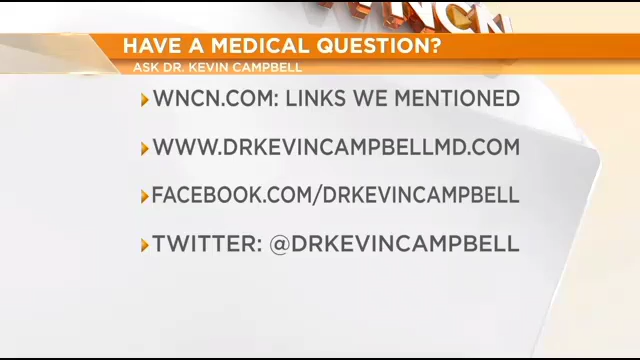 WNCN
HAVE A MEDICAL QUESTION?
ASK DR. KEVIN CAMPBELL
WNCN.COM: LINKS WE MENTIONED
WWW.DRKEVINCAMPBELLMD.COM
FACEBOOK.COM/DRKEVINCAMPBELL
TWITTER: @DRKEVINCAMPBELL